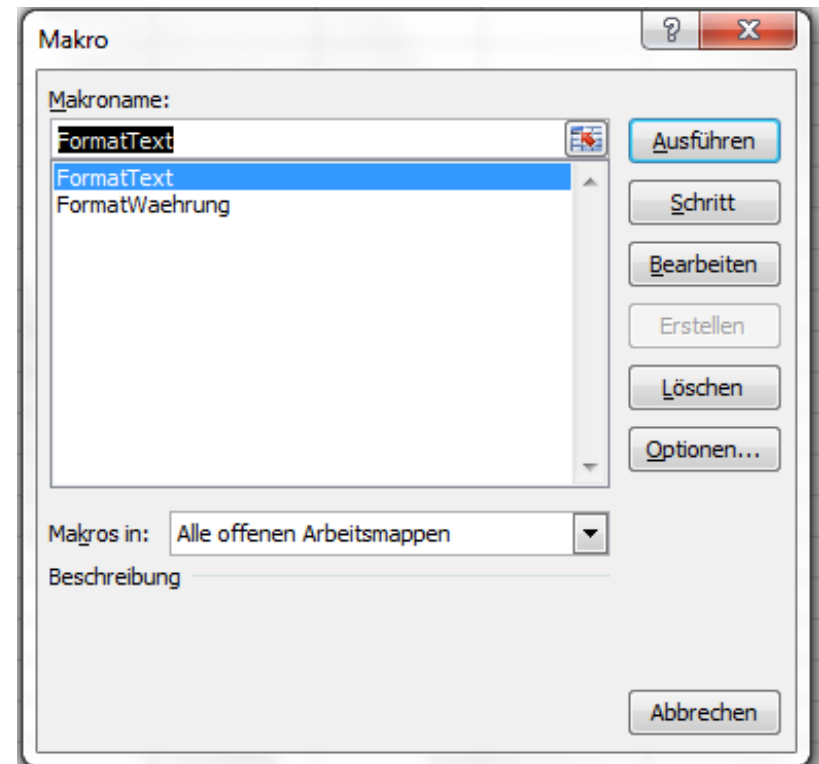 Makro
Makroname:
FormatText
Ausführen
FormatText
FormatWaehrung
Schritt
Bearbeiten
Erstellen
Löschen
Optionen...
Makros in: Alle offenen Arbeitsmappen
Beschreibung
Abbrechen